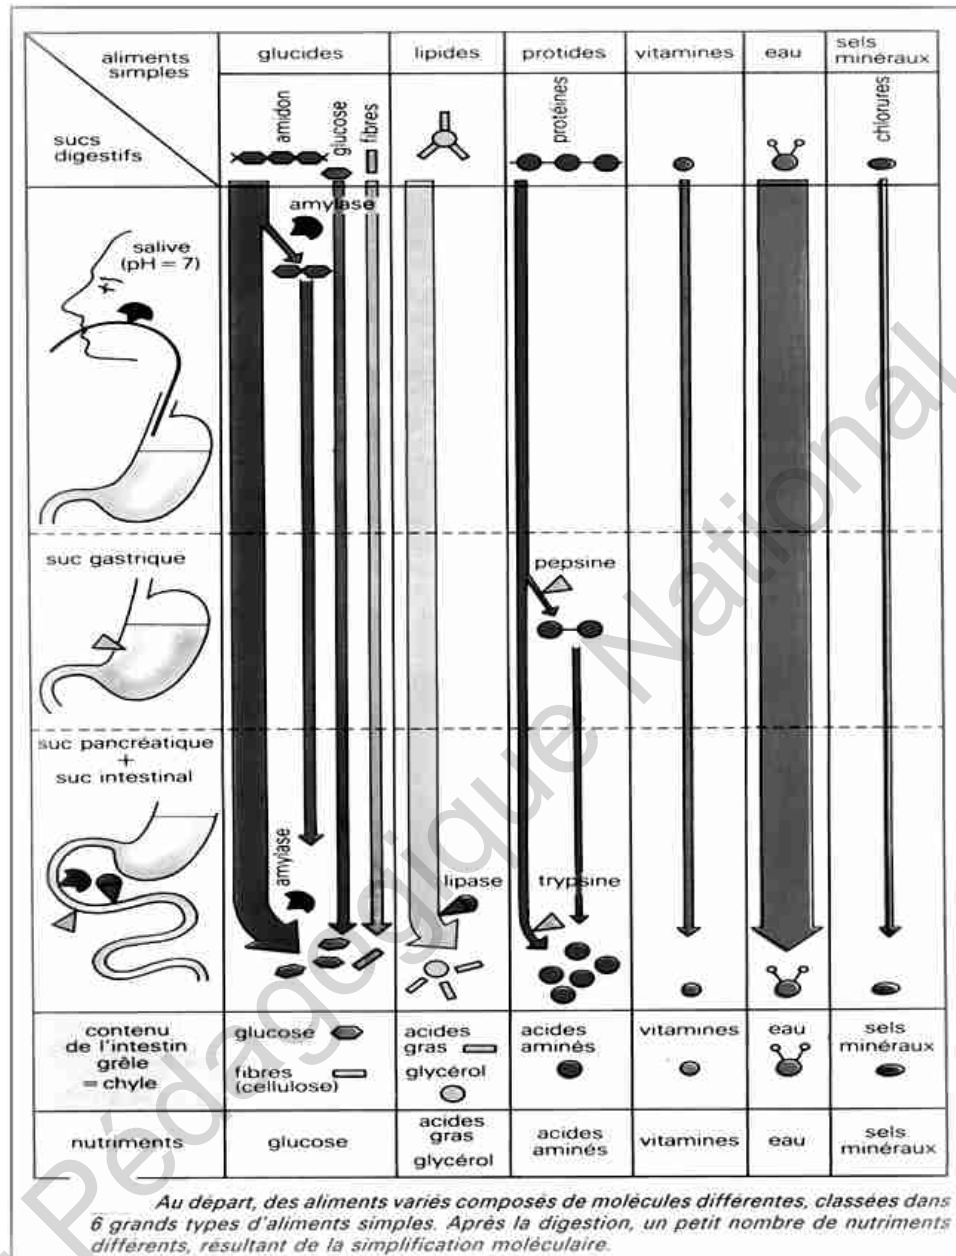 aliments
simples
sucs
digestifs
glucides
lipides
protides
vitamines
eau
sels
minéraux
amidon
glucose
fibres
protéines
chlorures
amylase
salive
(pH = 7)
suc gastrique
pepsine
suc pancréatique
+
suc intestinal
amylase
lipase
trypsine
contenu
de l'intestin
grêle
= chyle
glucose
fibres
(cellulose)
acides
gras
glycérol
acides
aminés
vitamines
eau
sels
minéraux
nutriments
glucose
acides
gras
glycérol
acides
aminés
vitamines
eau
sels
minéraux
Au départ, des aliments variés composés de molécules différentes, classées dans
6 grands types d'aliments simples. Après la digestion, un petit nombre de nutriments
différents, résultant de la simplification moléculaire.
Pédagogique National